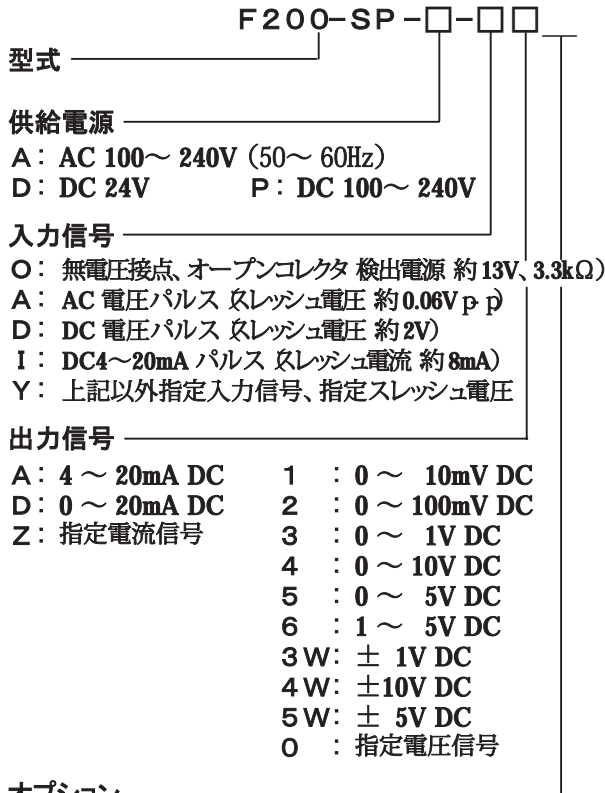 F200-SP-□-□□
型式
供給電源
A: AC 100～ 240V (50～ 60Hz)
D: DC 24V P: DC 100～ 240V
入力信号
O: 無電圧接点、オープンコレクタ 検出電源 約13V、3.3kΩ)
A: AC 電圧パルス スレッシュ電圧 約0.06Vp-p)
D: DC 電圧パルス スレッシュ電圧 約2V)
I: DC4～20mA パルス スレッシュ電流 約8mA)
Y: 上記以外指定入力信号、指定スレッシュ電圧
出力信号
A: 4 ～ 20mA DC 1 : 0 ～ 10mV DC
D: 0 ～ 20mA DC 2 : 0 ～ 100mV DC
Z: 指定電流信号 3 : 0 ～ 1V DC
4 : 0 ～ 10V DC
5 : 0 ～ 5V DC
6 : 1 ～ 5V DC
3W: ± 1V DC
4W: ±10V DC
5W: ± 5V DC
0 : 指定電圧信号
オプション